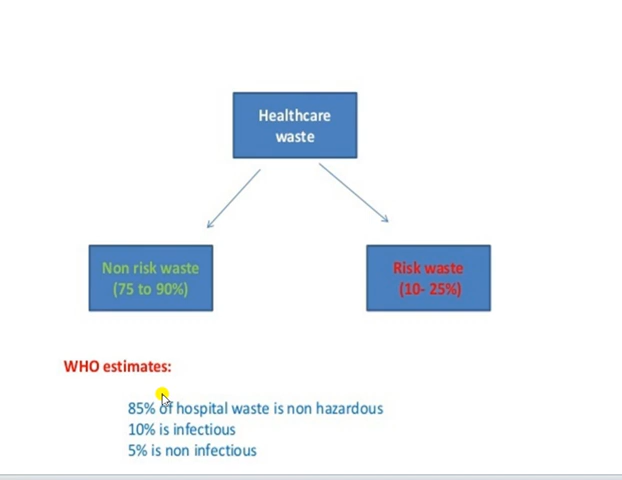 Healthcare
waste
Non risk waste
(75 to 90%)
Risk waste
(10- 25%)
WHO estimates:
85% of hospital waste is non hazardous
10% is infectious
5% is non infectious